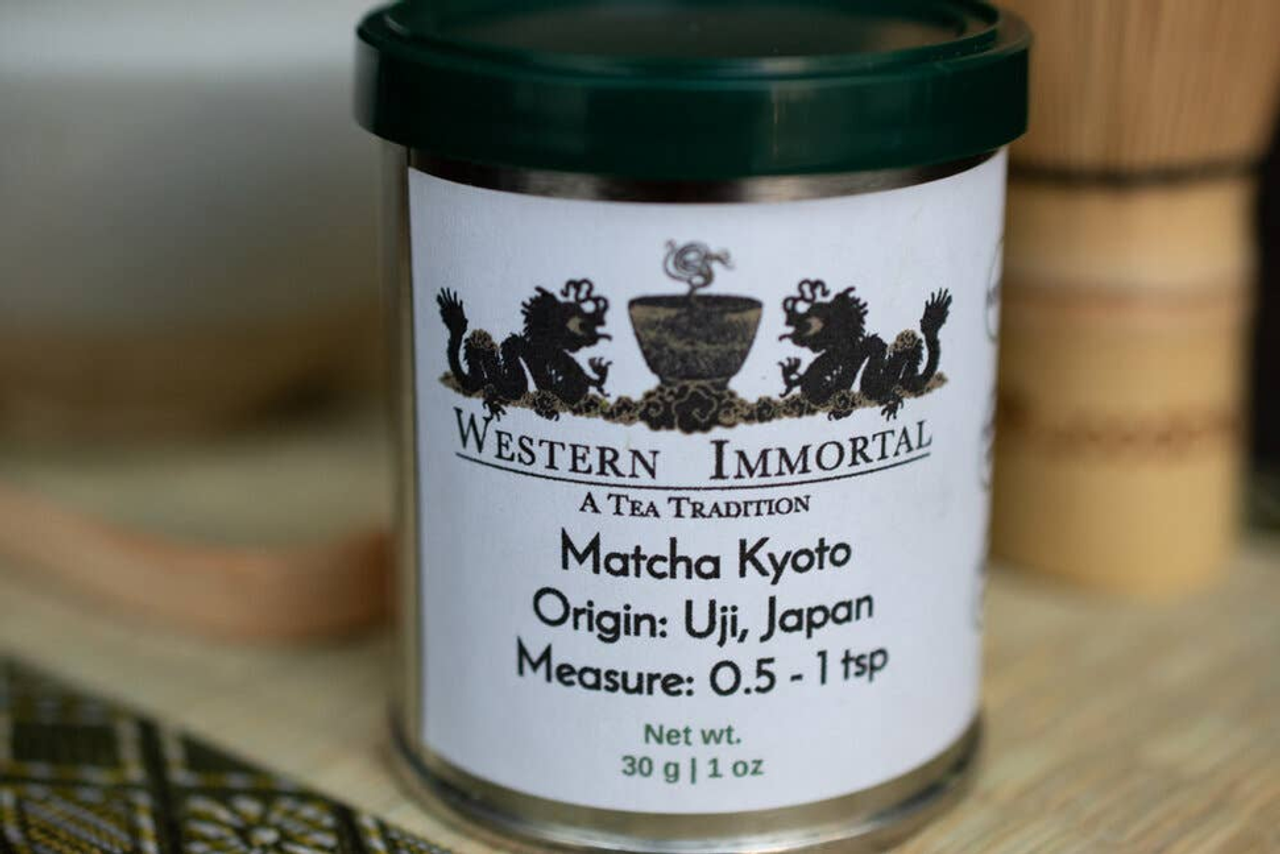 Western Immortal
A Tea Tradition
Matcha Kyoto
Origin: Uji, Japan
Measure: 0.5 - 1 tsp
Net wt.
30 g | 1 oz